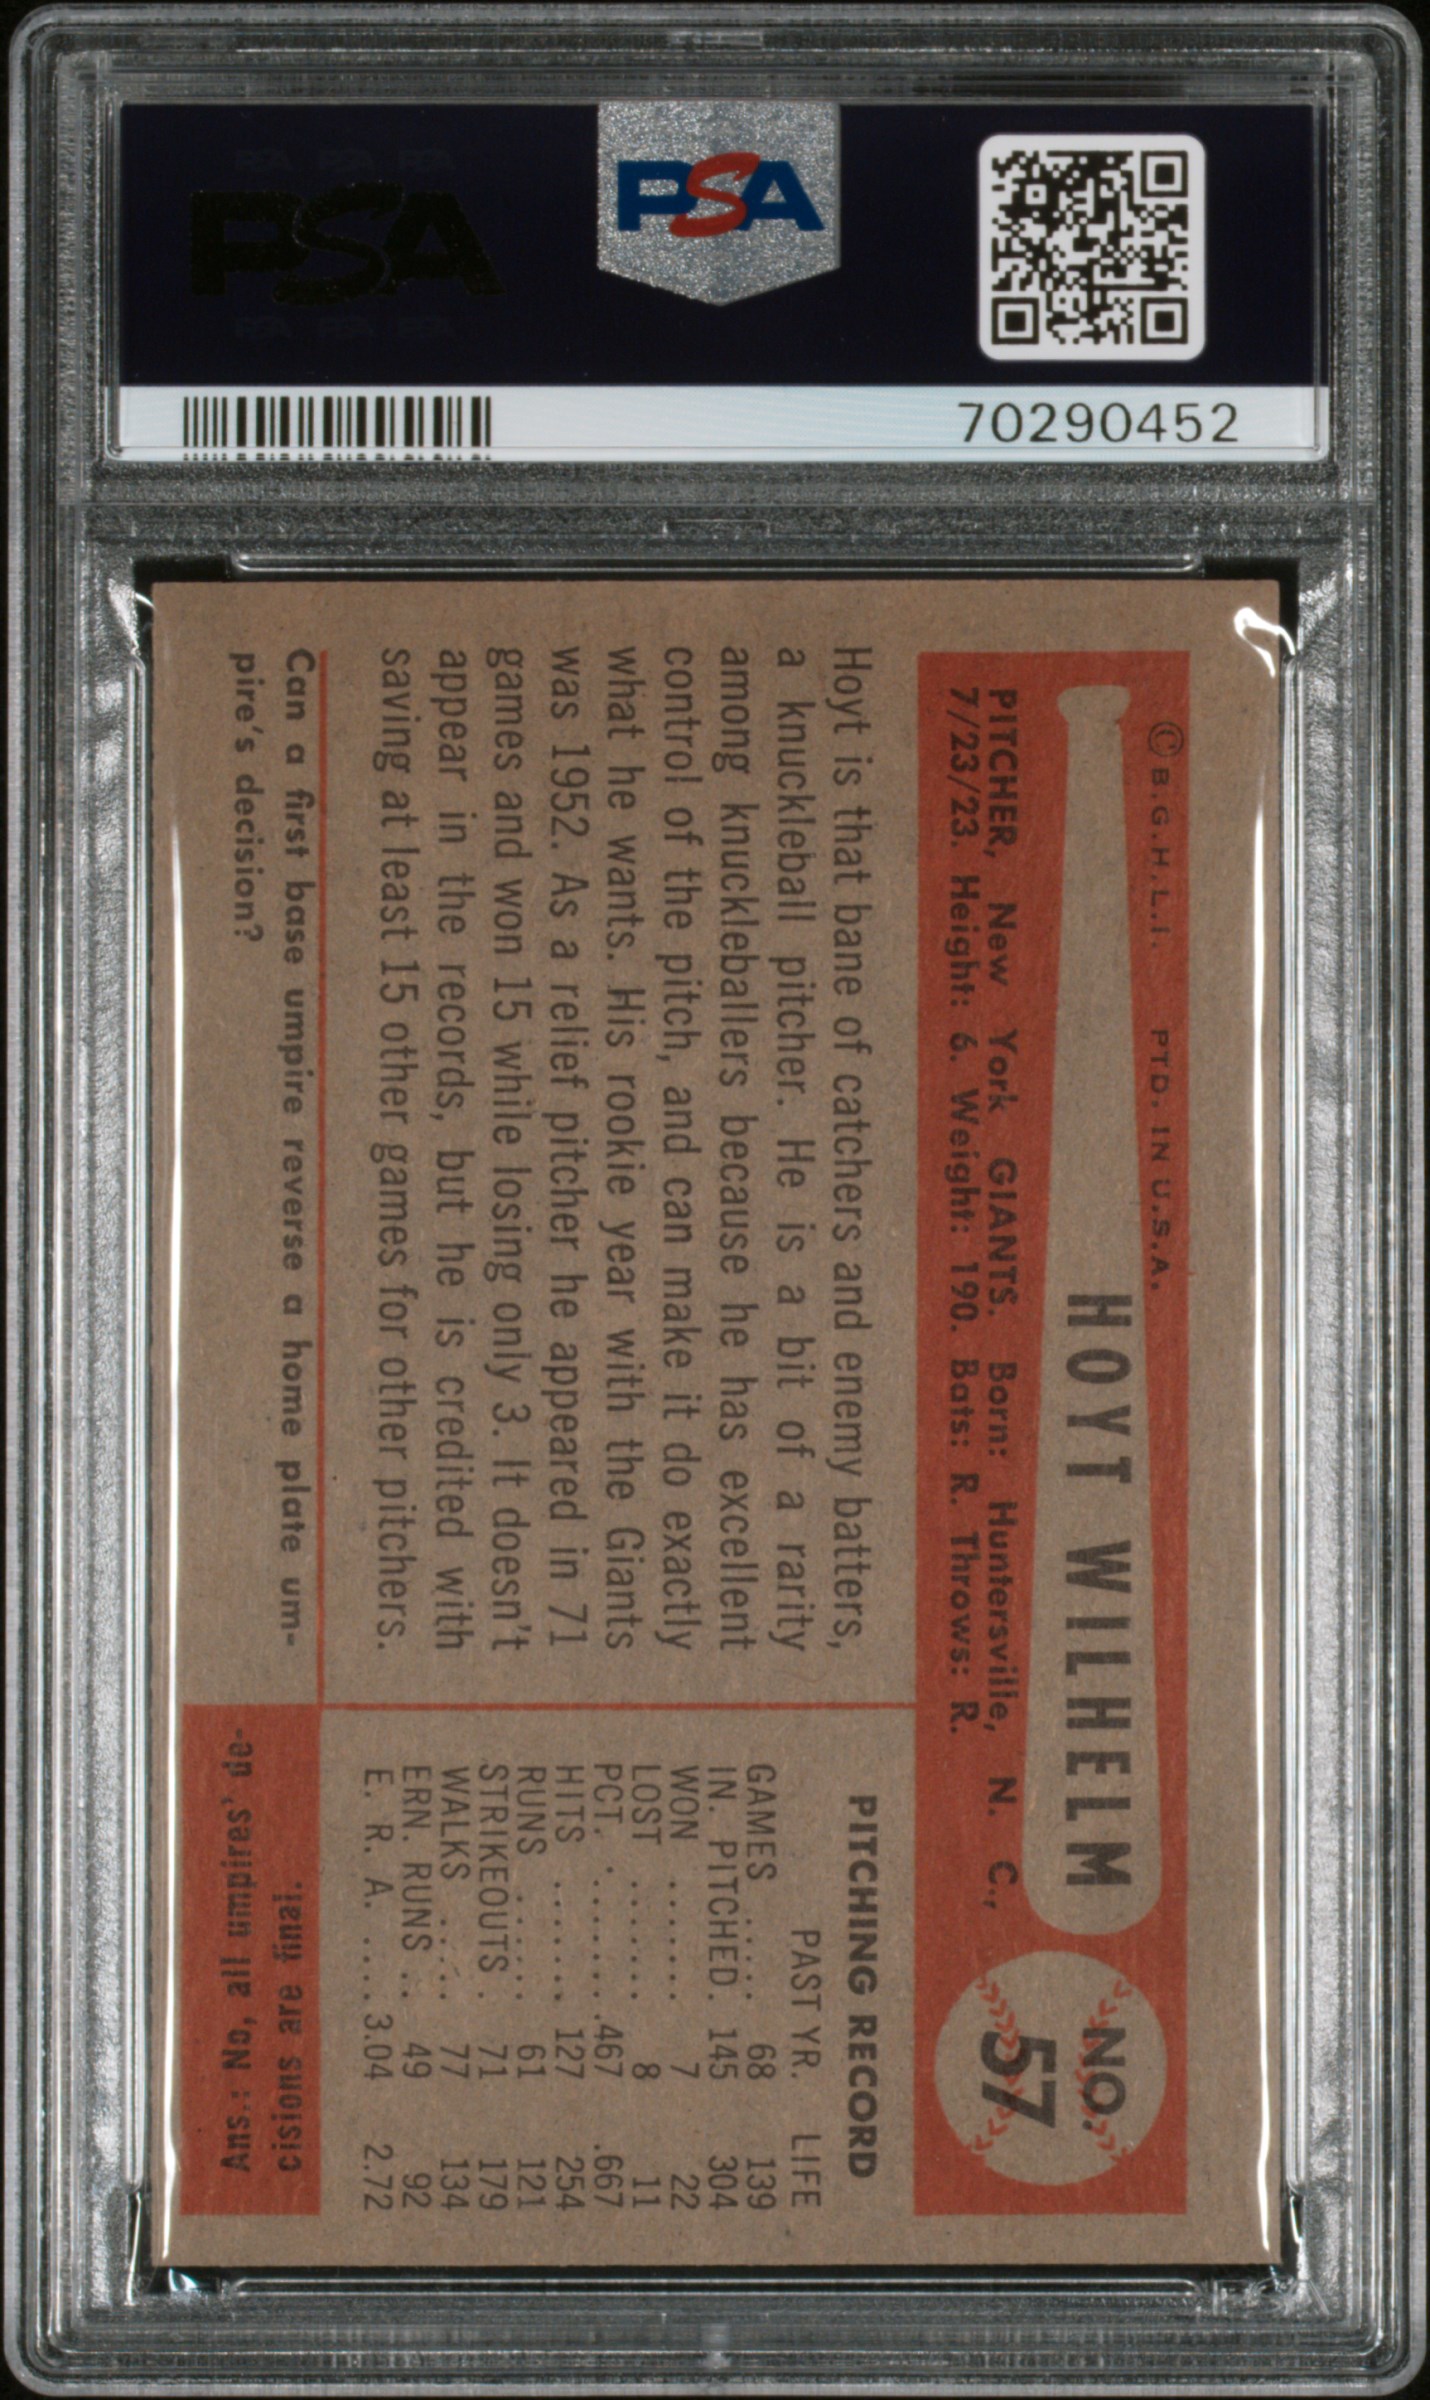 PSA
PSA
70290452
© B.G.H.L.I. PTD. IN U.S.A.
HOYT WILHELM
NO.
57
PITCHER, New York GIANTS. Born: Huntersville, N. C.,
7/23/23. Height: 6. Weight: 190. Bats: R. Throws: R.
Hoyt is that bane of catchers and enemy batters,
a knuckleball pitcher. He is a bit of a rarity
among knuckleballers because he has excellent
control of the pitch, and can make it do exactly
what he wants. His rookie year with the Giants
was 1952. As a relief pitcher he appeared in 71
games and won 15 while losing only 3. It doesn't
appear in the records, but he is credited with
saving at least 15 other games for other pitchers.
PITCHING RECORD
PAST YR. LIFE
GAMES ..... 68 139
IN. PITCHED. 145 304
WON ...... 7 22
LOST ...... 8 11
PCT. ........467 .667
HITS ...... 127 254
RUNS ...... 61 121
STRIKEOUTS . 71 179
WALKS .... 77 134
ERN. RUNS .. 49 92
E. R. A. ....3.04 2.72
Can a first base umpire reverse a home plate um-
pire's decision?
Ans.: No, all umpires' de-
cisions are final.